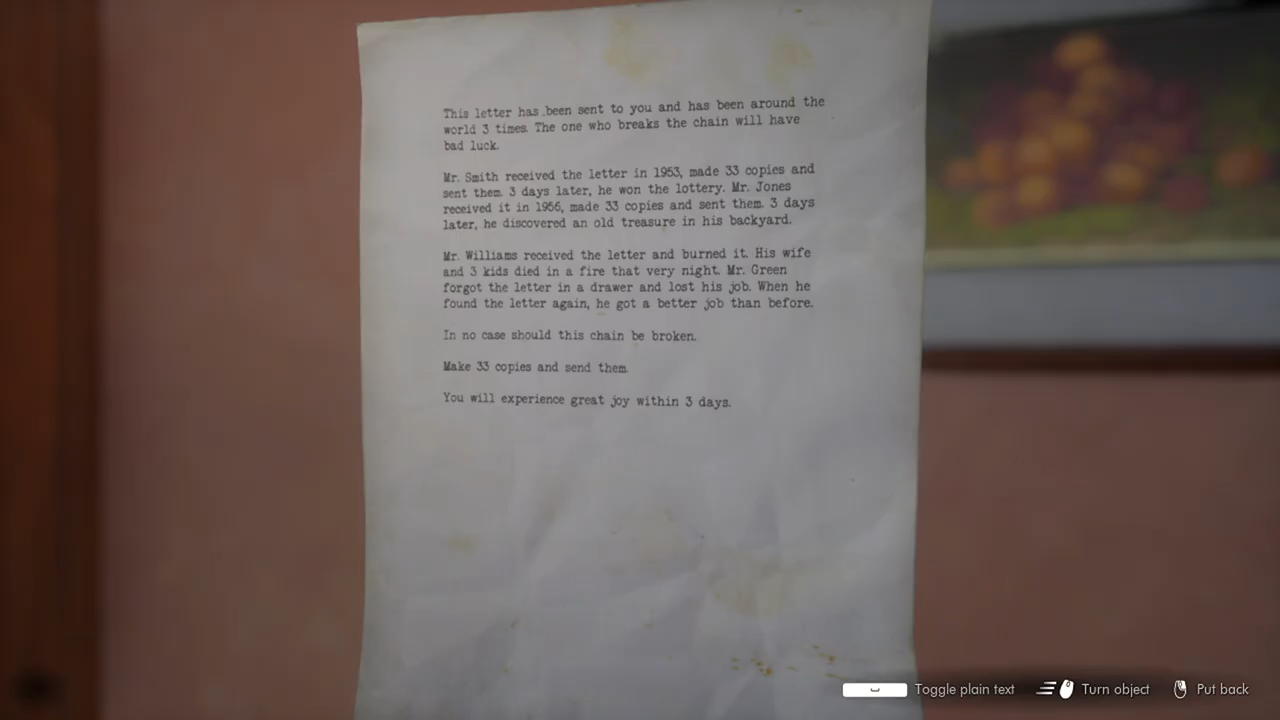 This letter has been sent to you and has been around the
world 3 times. The one who breaks the chain will have
bad luck.
Mr. Smith received the letter in 1953, made 33 copies and
sent them. 3 days later, he won the lottery. Mr. Jones
received it in 1956, made 33 copies and sent them. 3 days
later, he discovered an old treasure in his backyard.
Mr. Williams received the letter and burned it. His wife
and 3 kids died in a fire that very night. Mr. Green
forgot the letter in a drawer and lost his job. When he
found the letter again, he got a better job than before.
In no case should this chain be broken.
Make 33 copies and send them.
You will experience great joy within 3 days.
Toggle plain text
Turn object
Put back